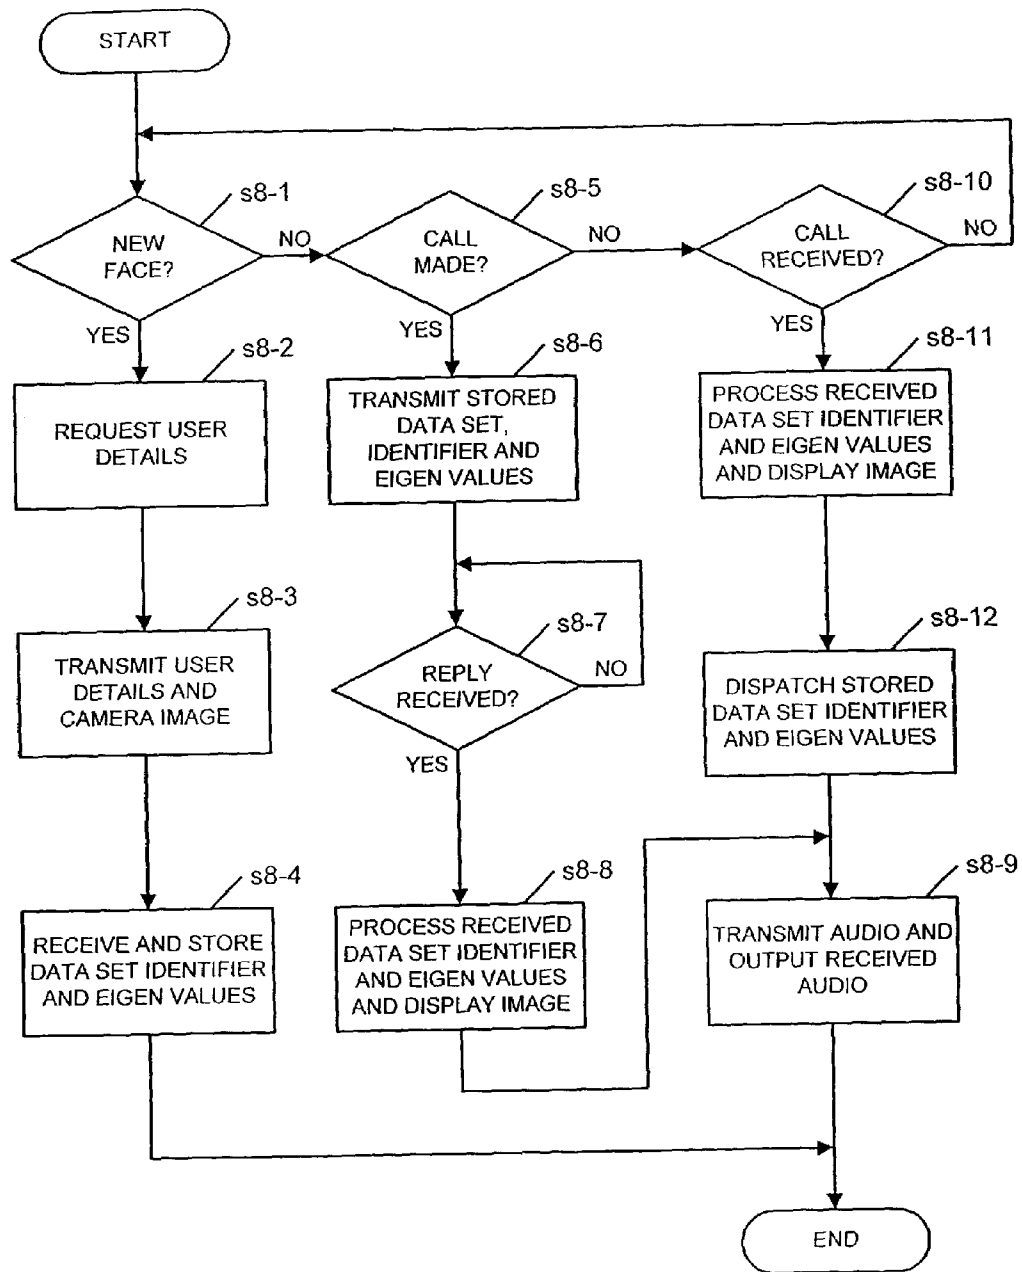 START
s8-1
NEW
FACE?
NO
YES
s8-5
CALL
MADE?
NO
YES
s8-10
CALL
RECEIVED?
NO
YES
s8-2
REQUEST USER
DETAILS
s8-6
TRANSMIT STORED
DATA SET,
IDENTIFIER AND
EIGEN VALUES
s8-11
PROCESS RECEIVED
DATA SET IDENTIFIER
AND EIGEN VALUES
AND DISPLAY IMAGE
s8-3
TRANSMIT USER
DETAILS AND
CAMERA IMAGE
s8-7
REPLY
RECEIVED?
NO
YES
s8-12
DISPATCH STORED
DATA SET IDENTIFIER
AND EIGEN VALUES
s8-4
RECEIVE AND STORE
DATA SET IDENTIFIER
AND EIGEN VALUES
s8-8
PROCESS RECEIVED
DATA SET IDENTIFIER
AND EIGEN VALUES
AND DISPLAY IMAGE
s8-9
TRANSMIT AUDIO AND
OUTPUT RECEIVED
AUDIO
END